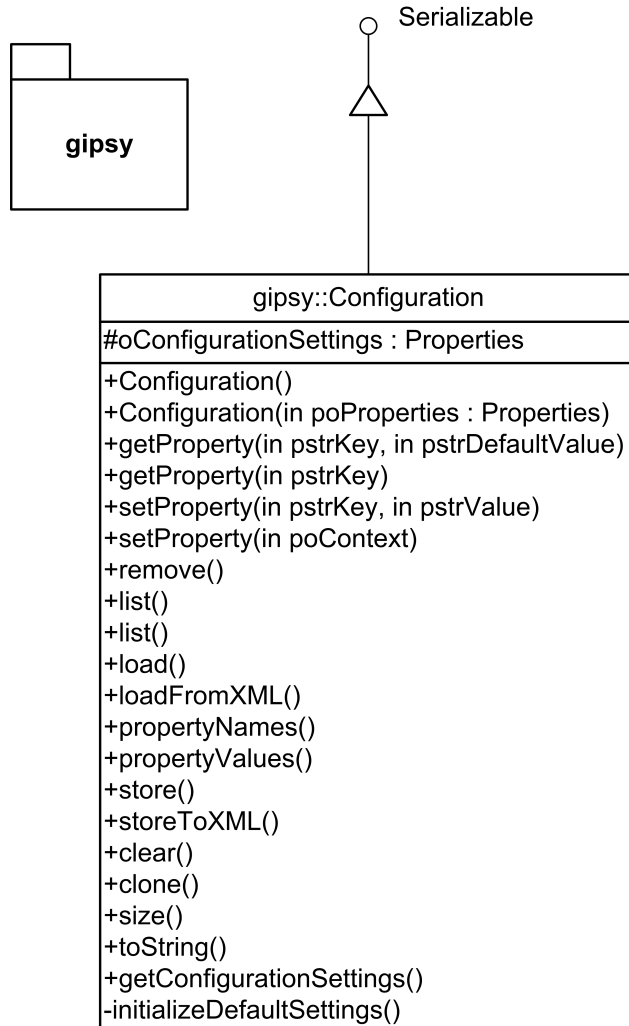 Serializable
gipsy
gipsy::Configuration
#oConfigurationSettings : Properties
+Configuration()
+Configuration(in poProperties : Properties)
+getProperty(in pstrKey, in pstrDefaultValue)
+getProperty(in pstrKey)
+setProperty(in pstrKey, in pstrValue)
+setProperty(in poContext)
+remove()
+list()
+list()
+load()
+loadFromXML()
+propertyNames()
+propertyValues()
+store()
+storeToXML()
+clear()
+clone()
+size()
+toString()
+getConfigurationSettings()
-initializeDefaultSettings()